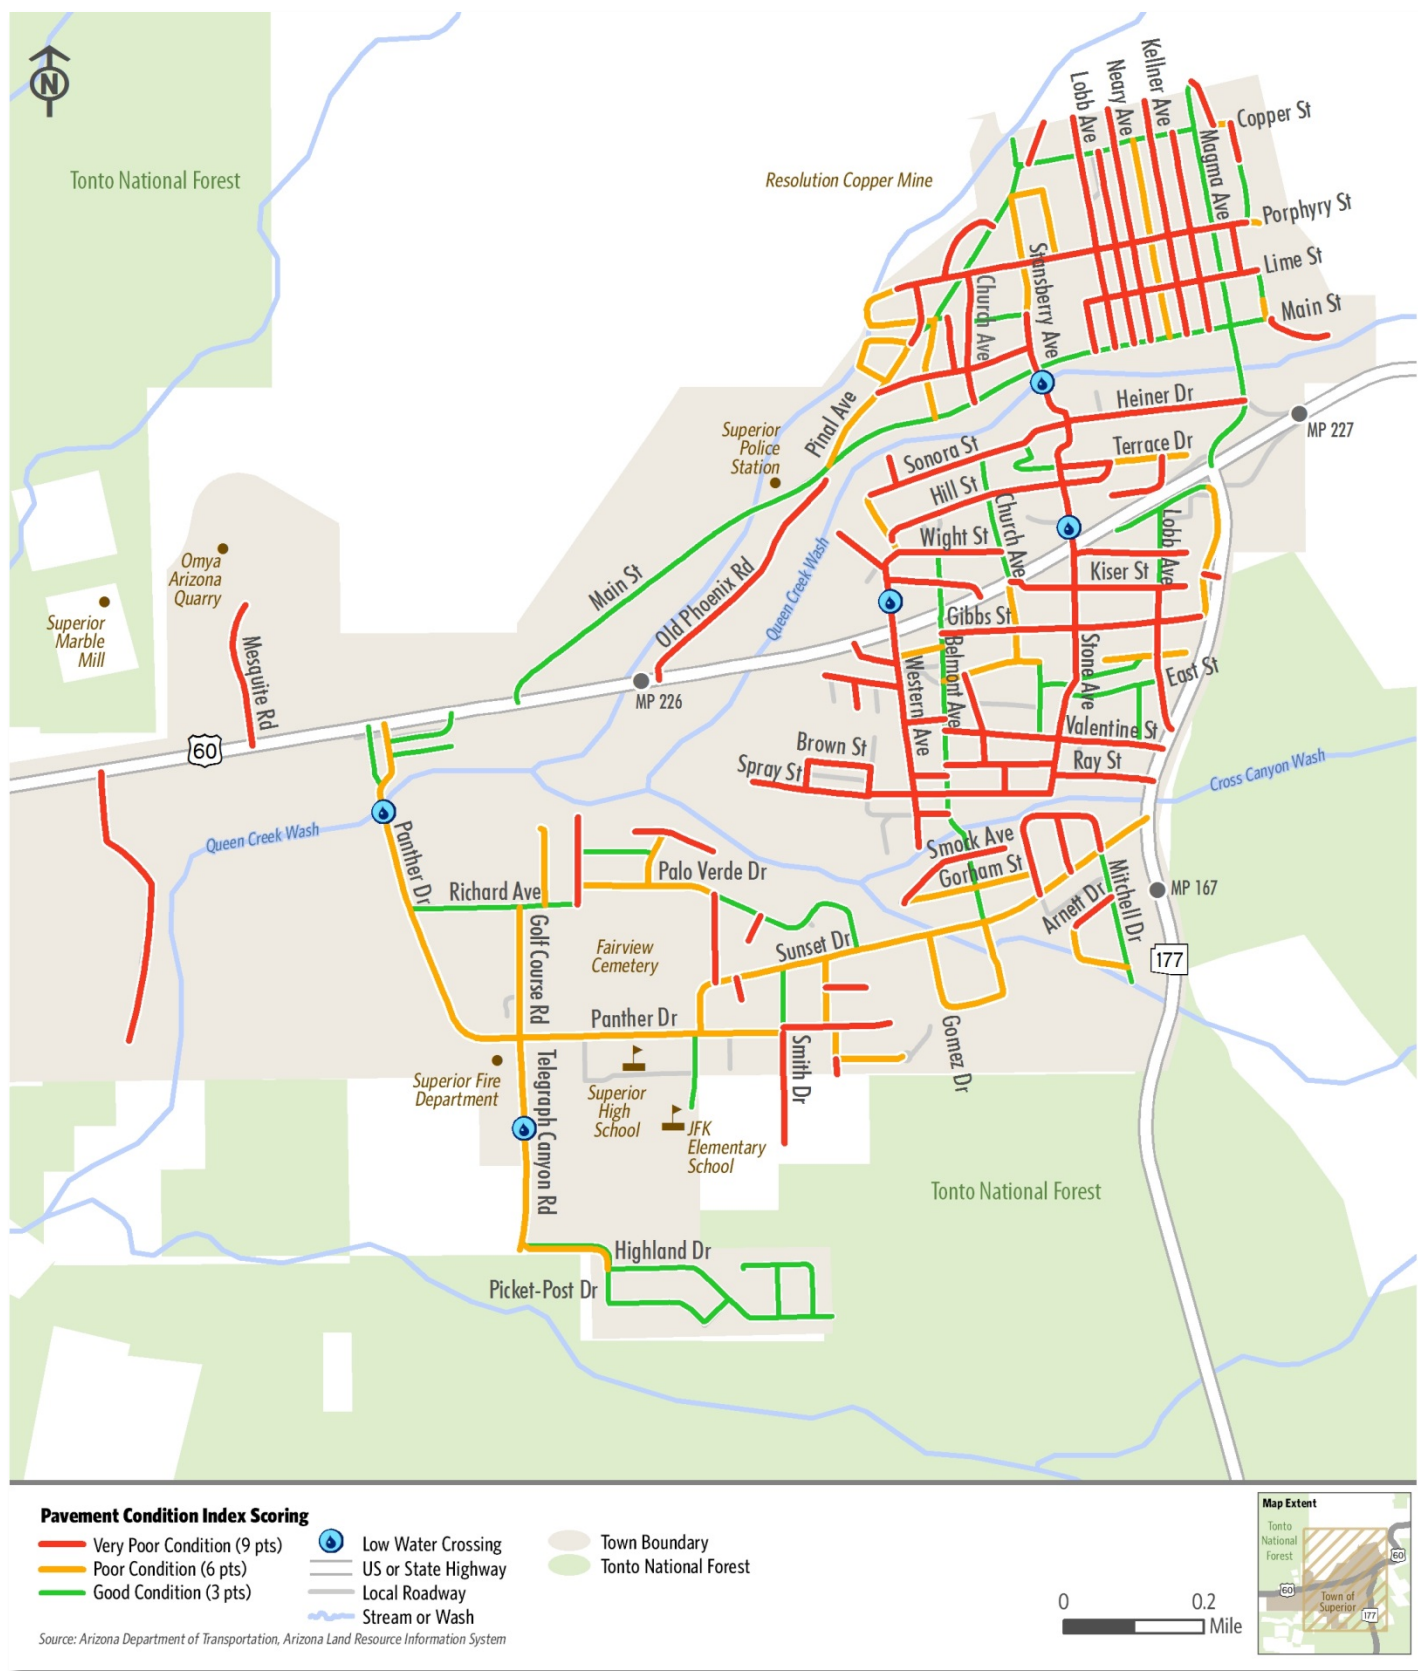 N
Tonto National Forest
Resolution Copper Mine
Lobb Ave
Neary Ave
Kellner Ave
Magma Ave
Copper St
Porphyry St
Lime St
Main St
Stansberry Ave
Church Ave
Pinal Ave
Heiner Dr
Terrace Dr
MP 227
Superior
Police
Station
Sonora St
Hill St
Church Ave
Wight St
Lobb Ave
Kiser St
Gibbs St
Omya
Arizona
Quarry
Superior
Marble
Mill
Main St
Old Phoenix Rd
Queen Creek Wash
Mesquite Rd
MP 226
60
Western Ave
Belmont Ave
Stone Ave
East St
Valentine St
Brown St
Ray St
Spray St
Cross Canyon Wash
Queen Creek Wash
Panther Dr
Smock Ave
Gorham St
Palo Verde Dr
Richard Ave
Arnett Dr
Mitchell Dr
MP 167
177
Golf Course Rd
Fairview
Cemetery
Sunset Dr
Panther Dr
Gomez Dr
Smith Dr
Superior Fire
Department
Telegraph Canyon Rd
Superior
High
School
JFK
Elementary
School
Tonto National Forest
Highland Dr
Picket-Post Dr
Pavement Condition Index Scoring
Very Poor Condition (9 pts)
Poor Condition (6 pts)
Good Condition (3 pts)
Low Water Crossing
US or State Highway
Local Roadway
Stream or Wash
Town Boundary
Tonto National Forest
Source: Arizona Department of Transportation, Arizona Land Resource Information System
0 0.2
Mile
Map Extent
Tonto
National
Forest
60
60
Town of
Superior
177